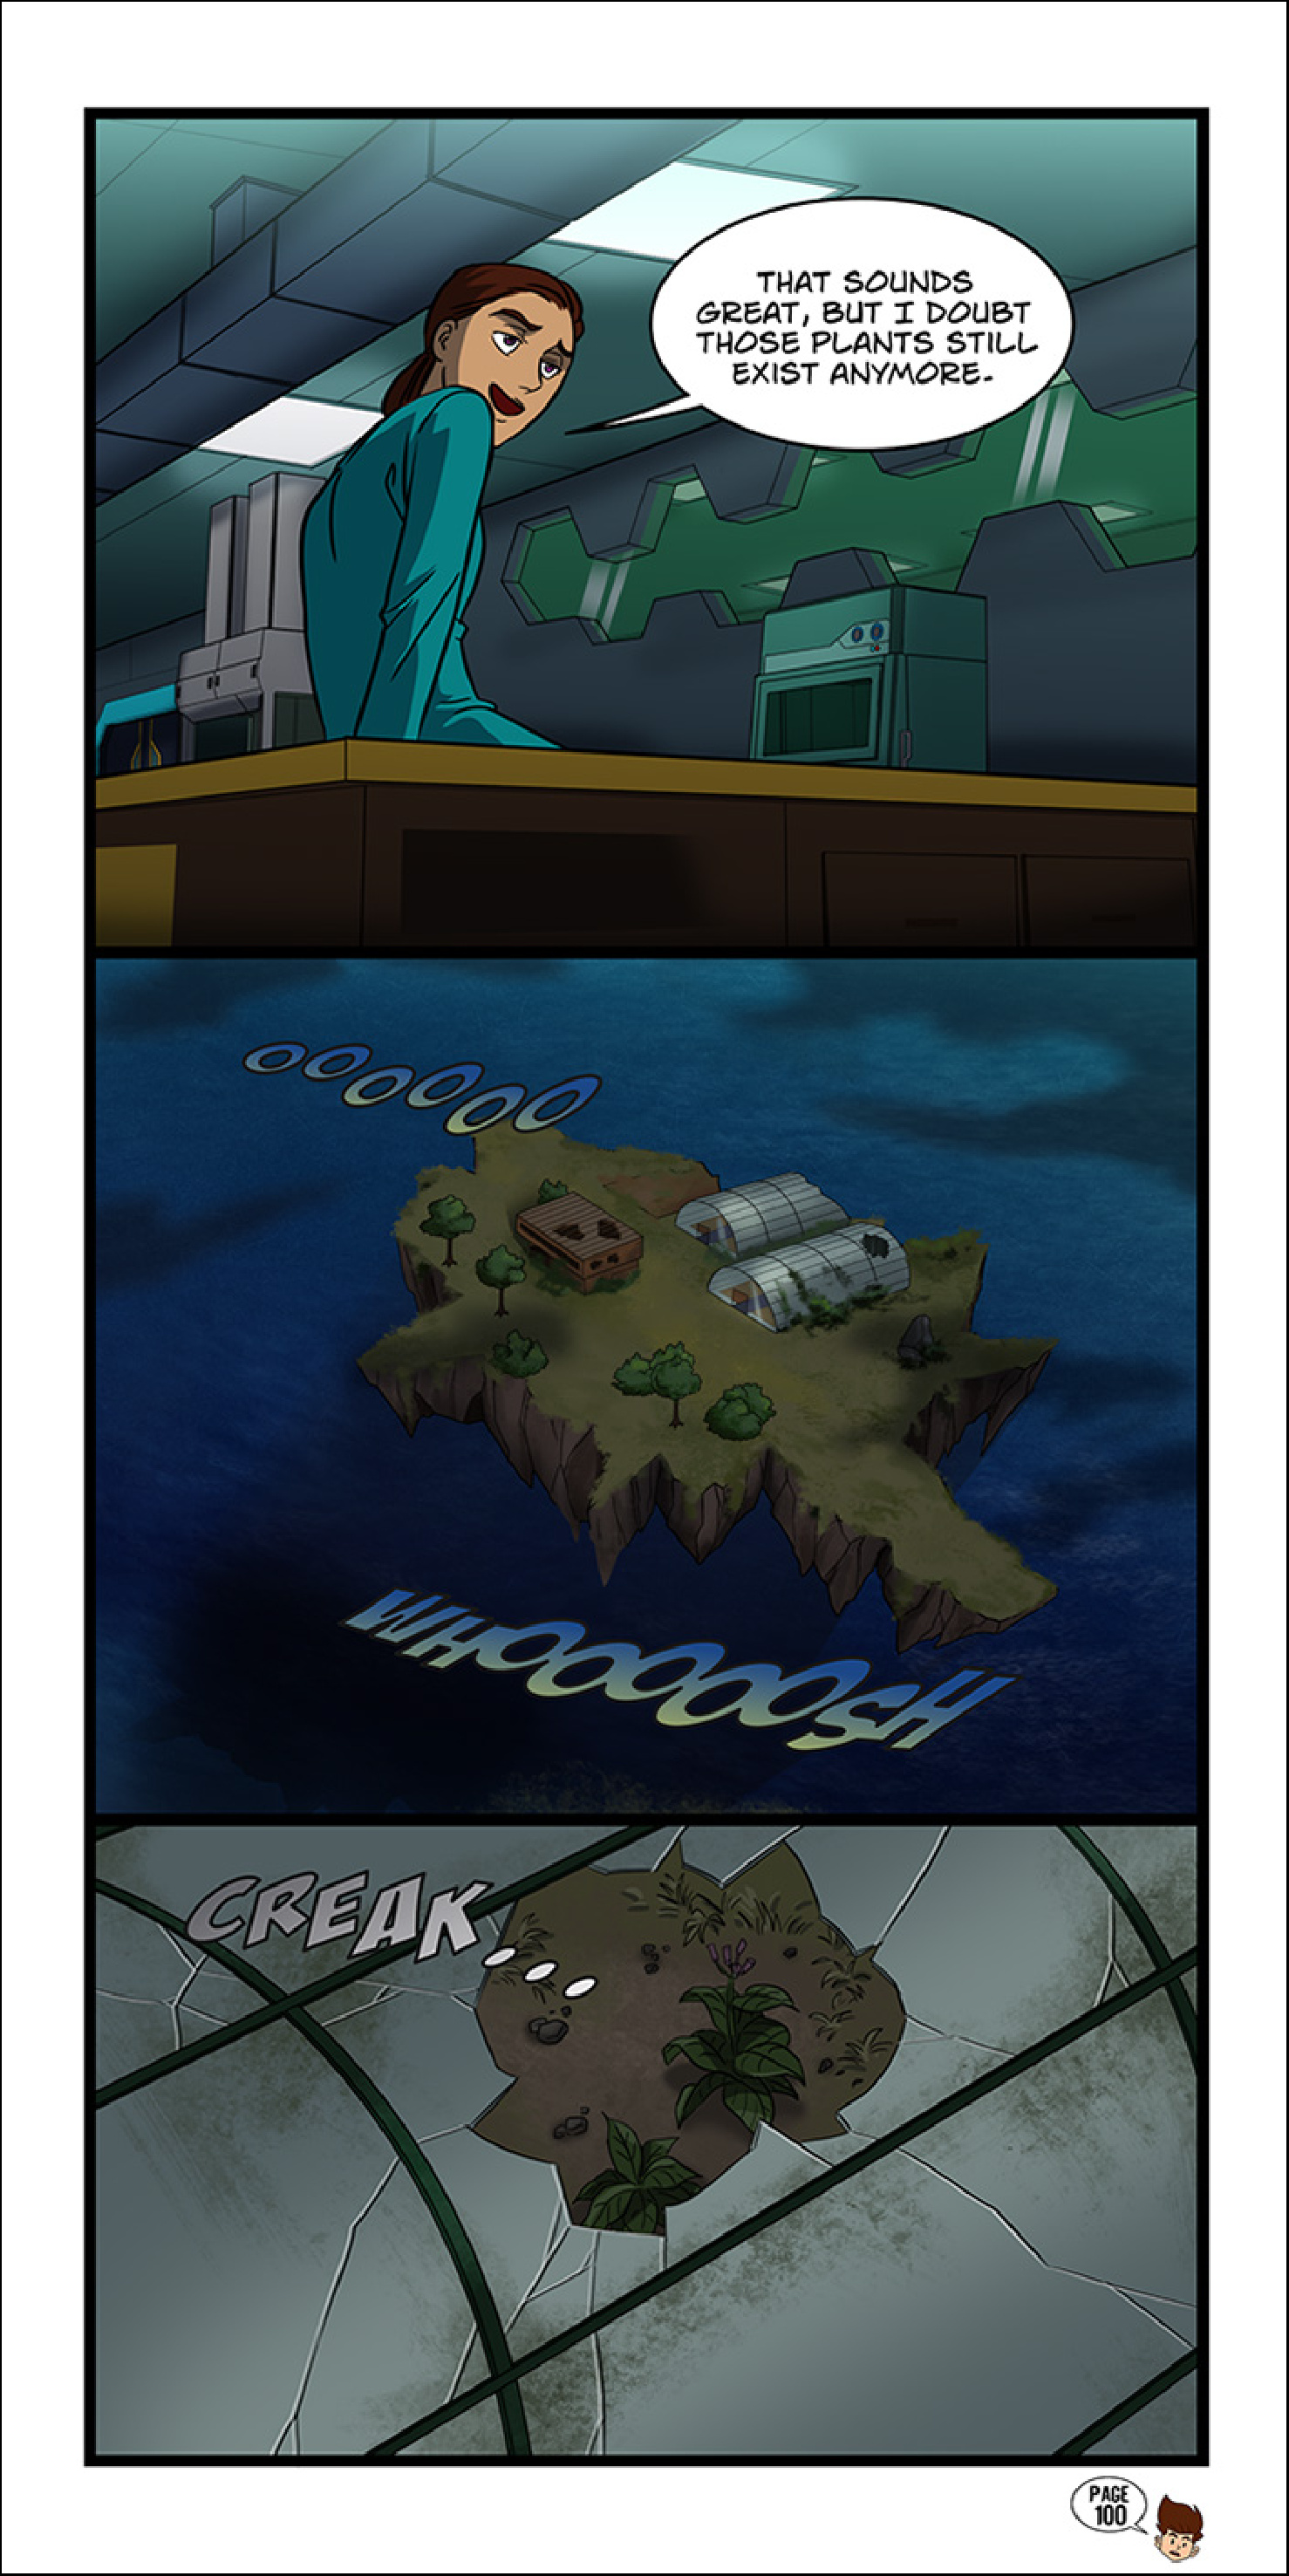 THAT SOUNDS
GREAT, BUT I DOUBT
THOSE PLANTS STILL
EXIST ANYMORE.
OOOOOO
WHOOOOOSH
CREAK...
PAGE
100